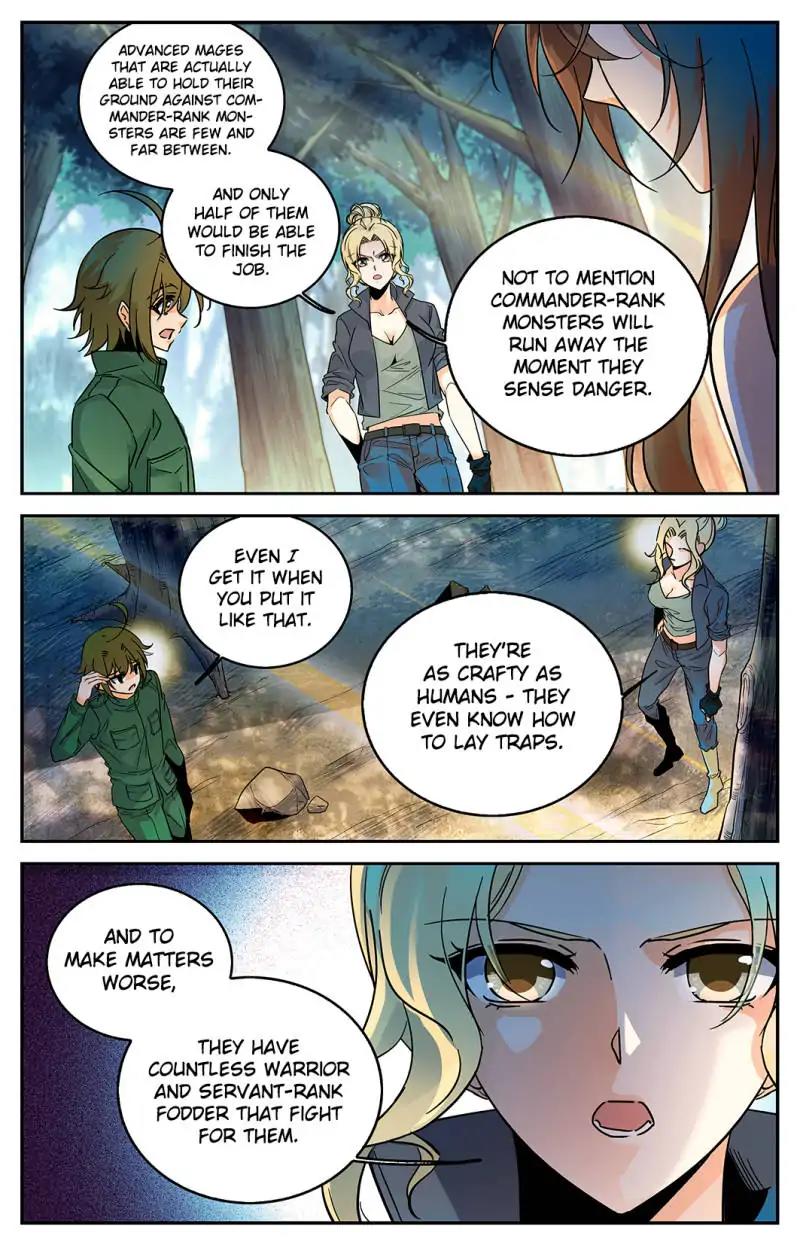 ADVANCED MAGES
THAT ARE ACTUALLY
ABLE TO HOLD THEIR
GROUND AGAINST COM-
MANDER-RANK MON-
STERS ARE FEW AND
FAR BETWEEN.
AND ONLY
HALF OF THEM
WOULD BE ABLE
TO FINISH THE
JOB.
NOT TO MENTION
COMMANDER-RANK
MONSTERS WILL
RUN AWAY THE
MOMENT THEY
SENSE DANGER.
EVEN I
GET IT WHEN
YOU PUT IT
LIKE THAT.
THEY'RE
AS CRAFTY AS
HUMANS - THEY
EVEN KNOW HOW
TO LAY TRAPS.
AND TO
MAKE MATTERS
WORSE,
THEY HAVE
COUNTLESS WARRIOR
AND SERVANT-RANK
FODDER THAT FIGHT
FOR THEM.